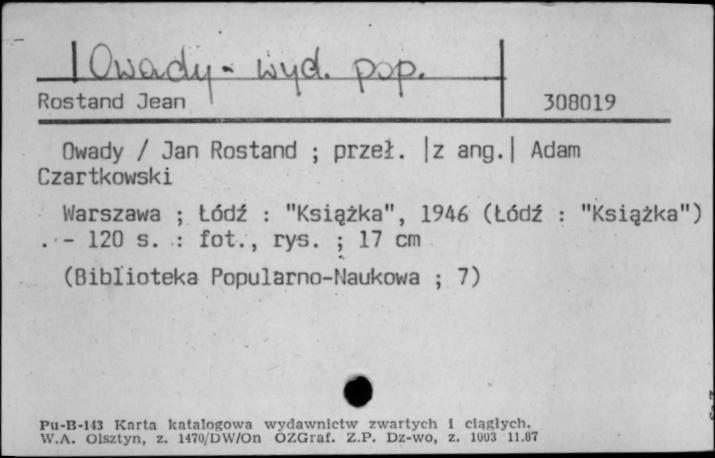 Owady - wyd. pop.
Rostand Jean 308019
Owady / Jan Rostand ; przeł. |z ang.| Adam
Czartkowski
Warszawa ; Łódź : "Książka", 1946 (Łódź : "Książka")
. - 120 s. : fot., rys. ; 17 cm
(Biblioteka Popularno-Naukowa ; 7)
Pu-B-143 Karta katalogowa wydawnictw zwartych i ciągłych.
W.A. Olsztyn, z. 1470/DW/On OZGraf. Z.P. Dz-wo, z. 1003 11.87